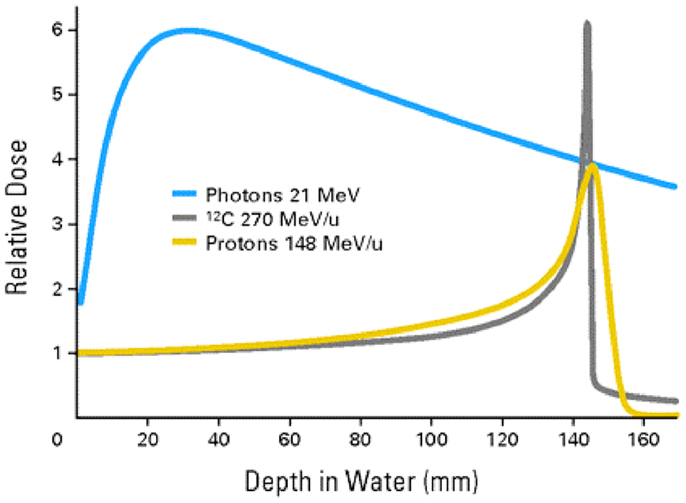 Relative Dose
6
5
4
3
2
1
Photons 21 MeV
¹²C 270 MeV/u
Protons 148 MeV/u
0 20 40 60 80 100 120 140 160
Depth in Water (mm)